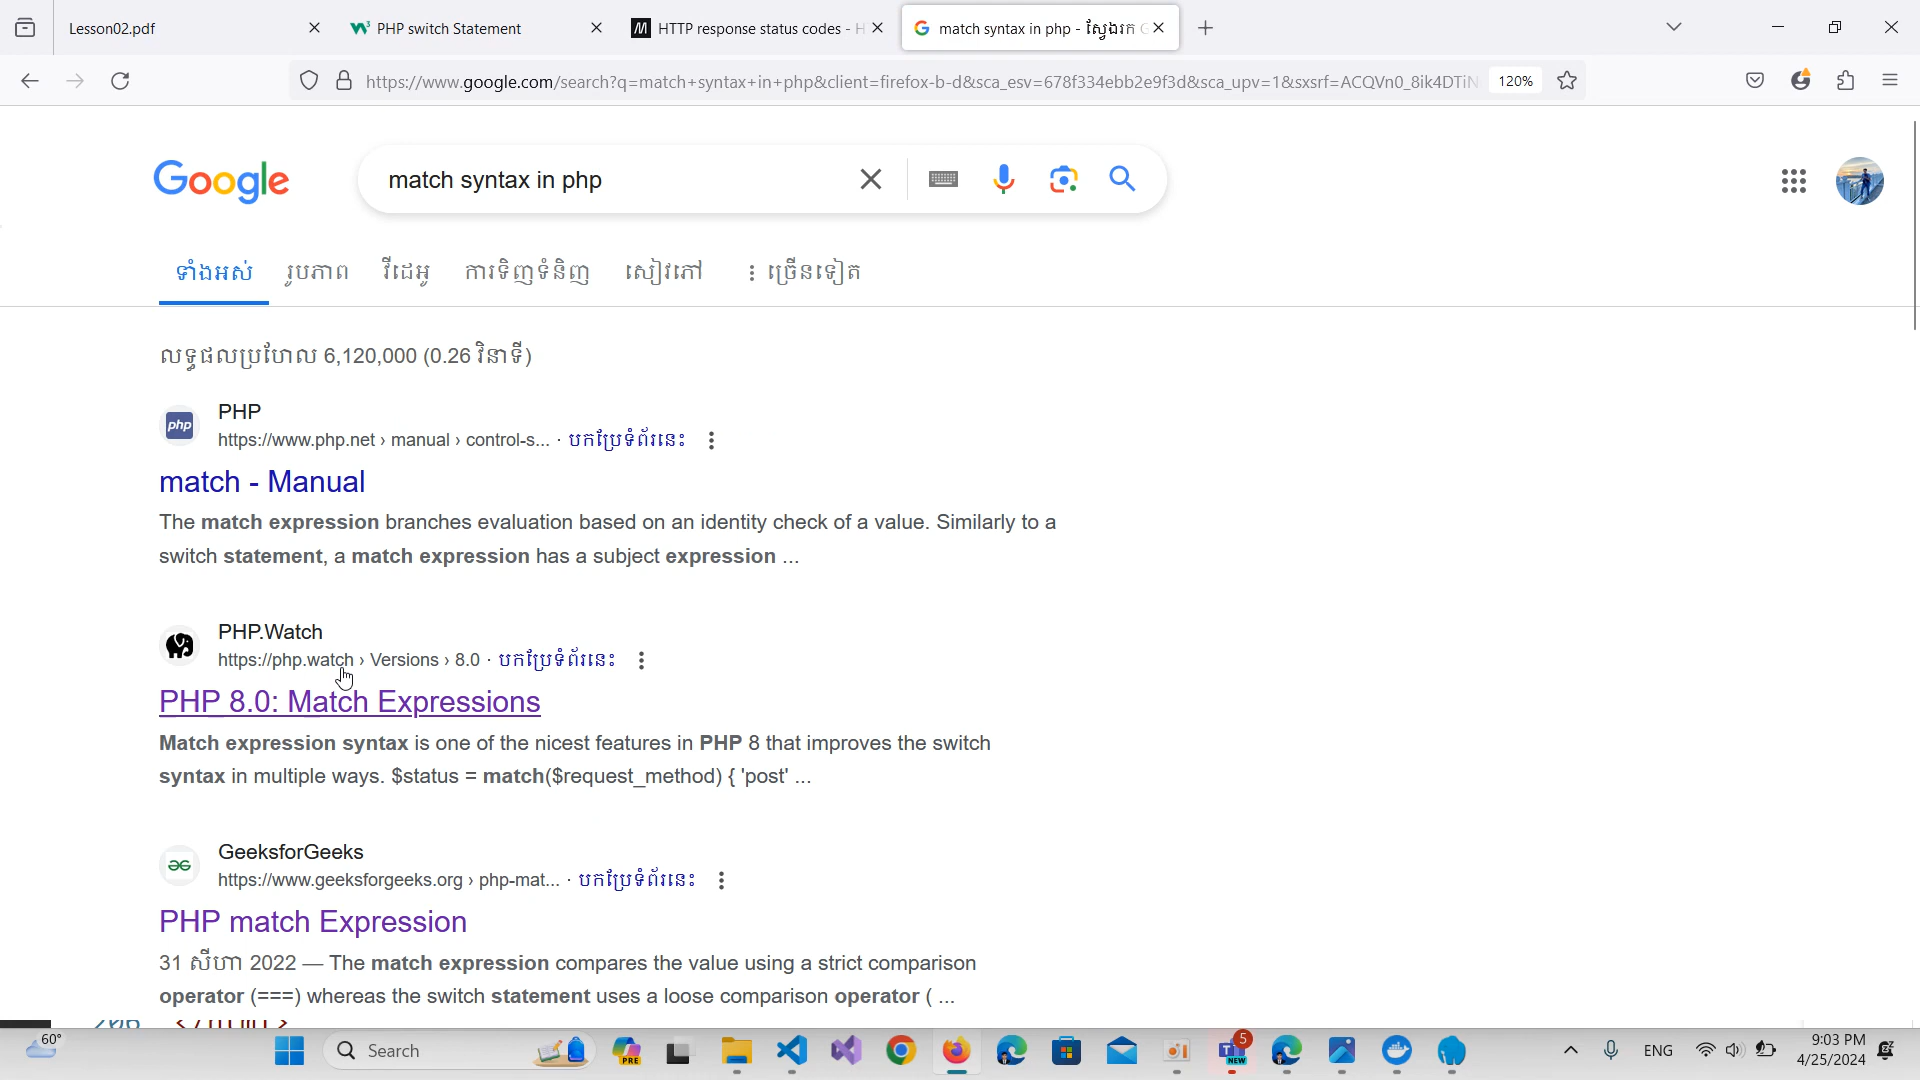 Lesson02.pdf
PHP switch Statement
HTTP response status codes - H
match syntax in php - ស្វែងរក G
https://www.google.com/search?q=match+syntax+in+php&client=firefox-b-d&sca_esv=678f334ebb2e9f3d&sca_upv=1&sxsrf=ACQVn0_8ik4DTiN
120%
Google
match syntax in php
ទាំងអស់
រូបភាព
វីដេអូ
ការទិញទំនិញ
សៀវភៅ
ច្រើនទៀត
លទ្ធផលប្រហែល 6,120,000 (0.26 វិនាទី)
php
PHP
https://www.php.net › manual › control-s... · បកប្រែទំព័រនេះ
match - Manual
The match expression branches evaluation based on an identity check of a value. Similarly to a
switch statement, a match expression has a subject expression ...
PHP.Watch
https://php.watch › Versions › 8.0 · បកប្រែទំព័រនេះ
PHP 8.0: Match Expressions
Match expression syntax is one of the nicest features in PHP 8 that improves the switch
syntax in multiple ways. $status = match($request_method) { 'post' ...
GeeksforGeeks
https://www.geeksforgeeks.org › php-mat... · បកប្រែទំព័រនេះ
PHP match Expression
31 សីហា 2022 — The match expression compares the value using a strict comparison
operator (===) whereas the switch statement uses a loose comparison operator ( ...
60°
Search
PRE
5
NEW
ENG
9:03 PM
4/25/2024